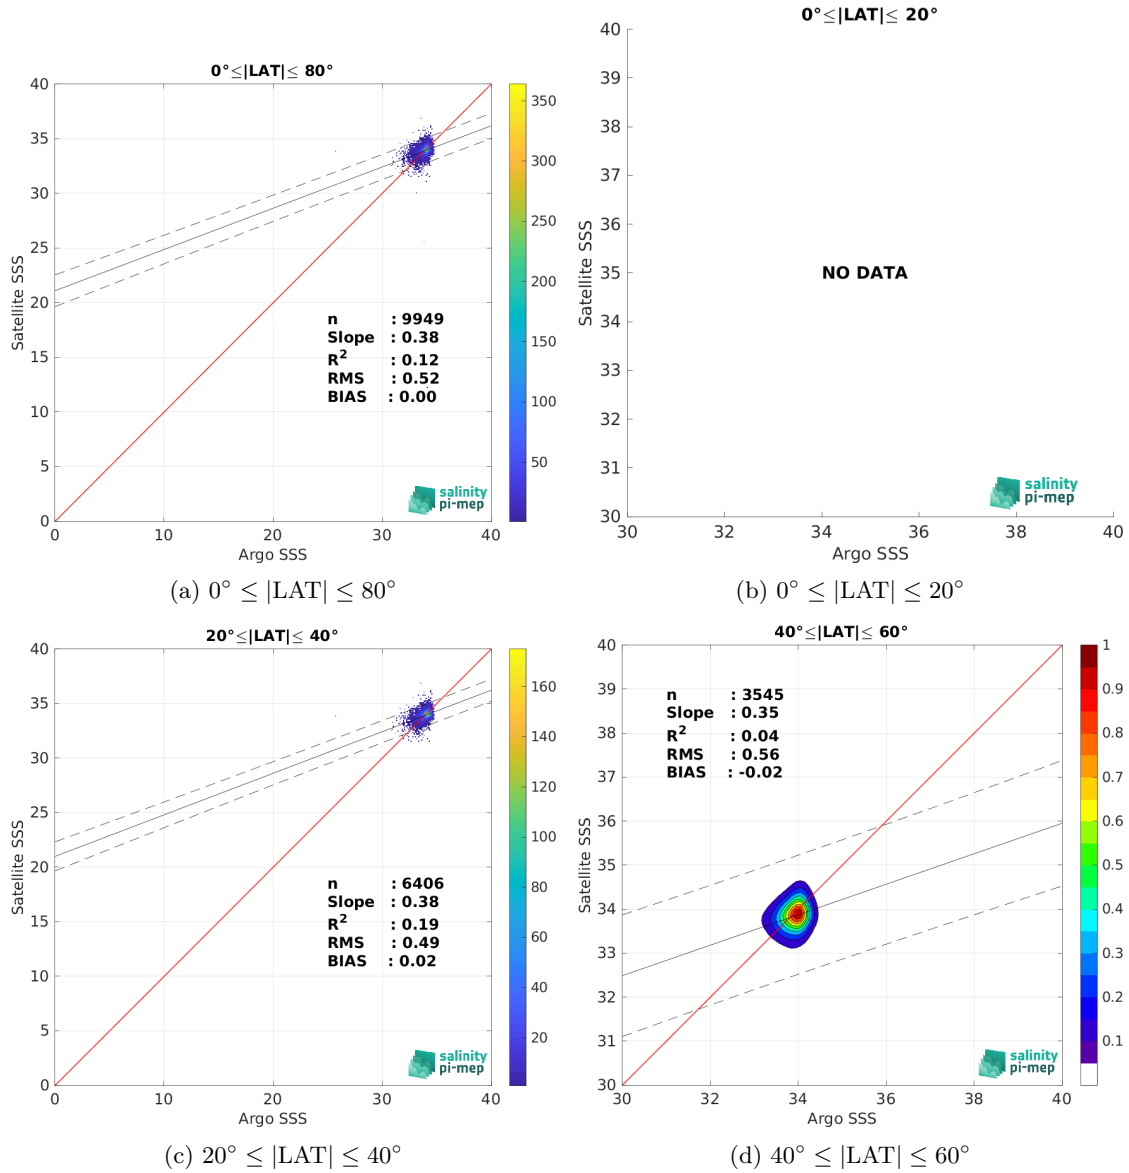 0°≤|LAT|≤ 80°
40
35
30
25
20
15
10
5
0
Satellite SSS
n : 9949
Slope : 0.38
R² : 0.12
RMS : 0.52
BIAS : 0.00
salinity
pi-mep
0 10 20 30 40
Argo SSS
350
300
250
200
150
100
50
(a) 0° ≤ |LAT| ≤ 80°
0°≤|LAT|≤ 20°
40
39
38
37
36
35
34
33
32
31
30
Satellite SSS
NO DATA
salinity
pi-mep
30 32 34 36 38 40
Argo SSS
(b) 0° ≤ |LAT| ≤ 20°
20°≤|LAT|≤ 40°
40
35
30
25
20
15
10
5
0
Satellite SSS
n : 6406
Slope : 0.38
R² : 0.19
RMS : 0.49
BIAS : 0.02
salinity
pi-mep
0 10 20 30 40
Argo SSS
160
140
120
100
80
60
40
20
(c) 20° ≤ |LAT| ≤ 40°
40°≤|LAT|≤ 60°
40
39
38
37
36
35
34
33
32
31
30
Satellite SSS
n : 3545
Slope : 0.35
R² : 0.04
RMS : 0.56
BIAS : -0.02
salinity
pi-mep
30 32 34 36 38 40
Argo SSS
1
0.9
0.8
0.7
0.6
0.5
0.4
0.3
0.2
0.1
(d) 40° ≤ |LAT| ≤ 60°